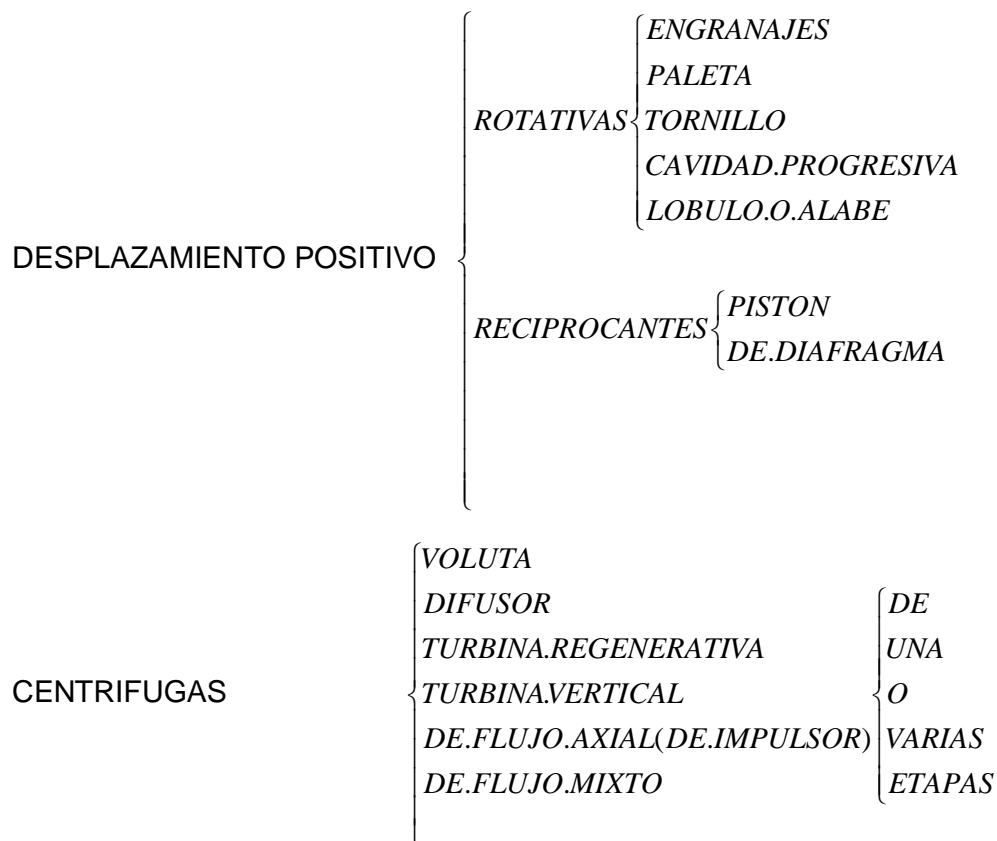 ENGRANAJES
PALETA
ROTATIVAS TORNILLO
CAVIDAD.PROGRESIVA
LOBULO.O.ALABE
DESPLAZAMIENTO POSITIVO
PISTON
RECIPROCANTES
DE.DIAFRAGMA
VOLUTA
DIFUSOR DE
TURBINA.REGENERATIVA UNA
CENTRIFUGAS TURBINA.VERTICAL O
DE.FLUJO.AXIAL(DE.IMPULSOR) VARIAS
DE.FLUJO.MIXTO ETAPAS